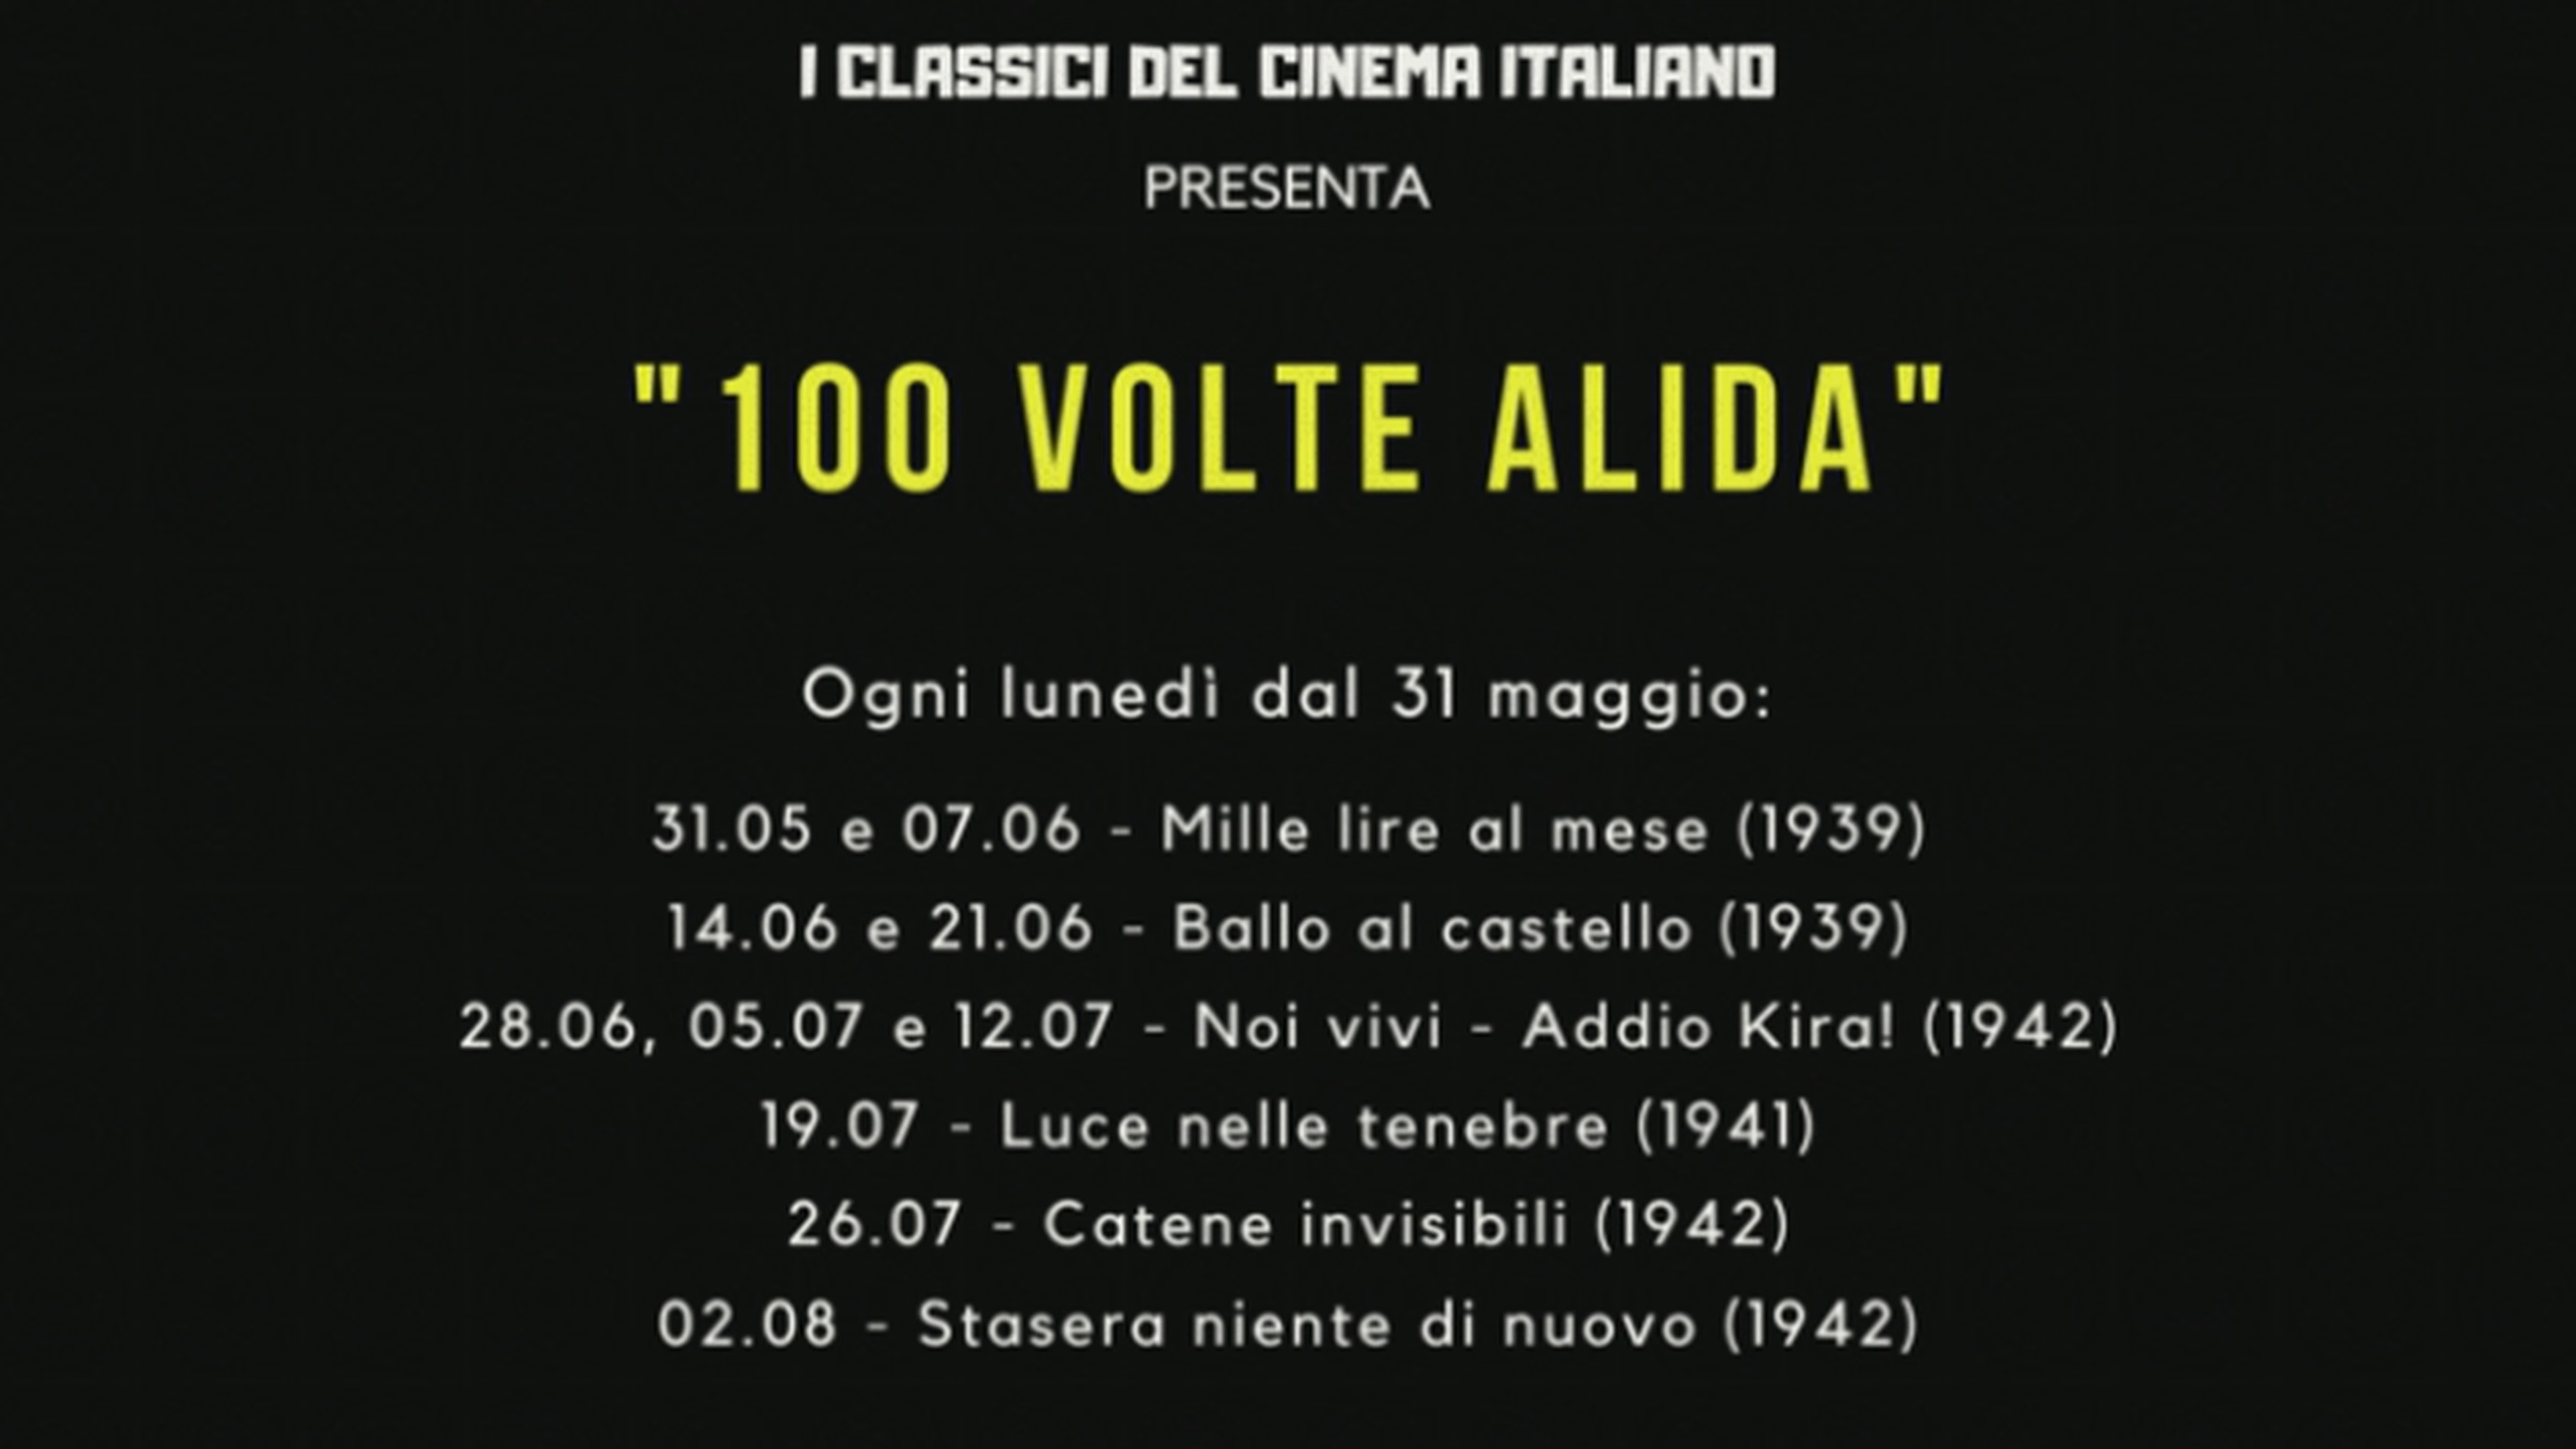 I CLASSICI DEL CINEMA ITALIANO
PRESENTA
"100 VOLTE ALIDA"
Ogni lunedì dal 31 maggio:
31.05 e 07.06 - Mille lire al mese (1939)
14.06 e 21.06 - Ballo al castello (1939)
28.06, 05.07 e 12.07 - Noi vivi - Addio Kira! (1942)
19.07 - Luce nelle tenebre (1941)
26.07 - Catene invisibili (1942)
02.08 - Stasera niente di nuovo (1942)